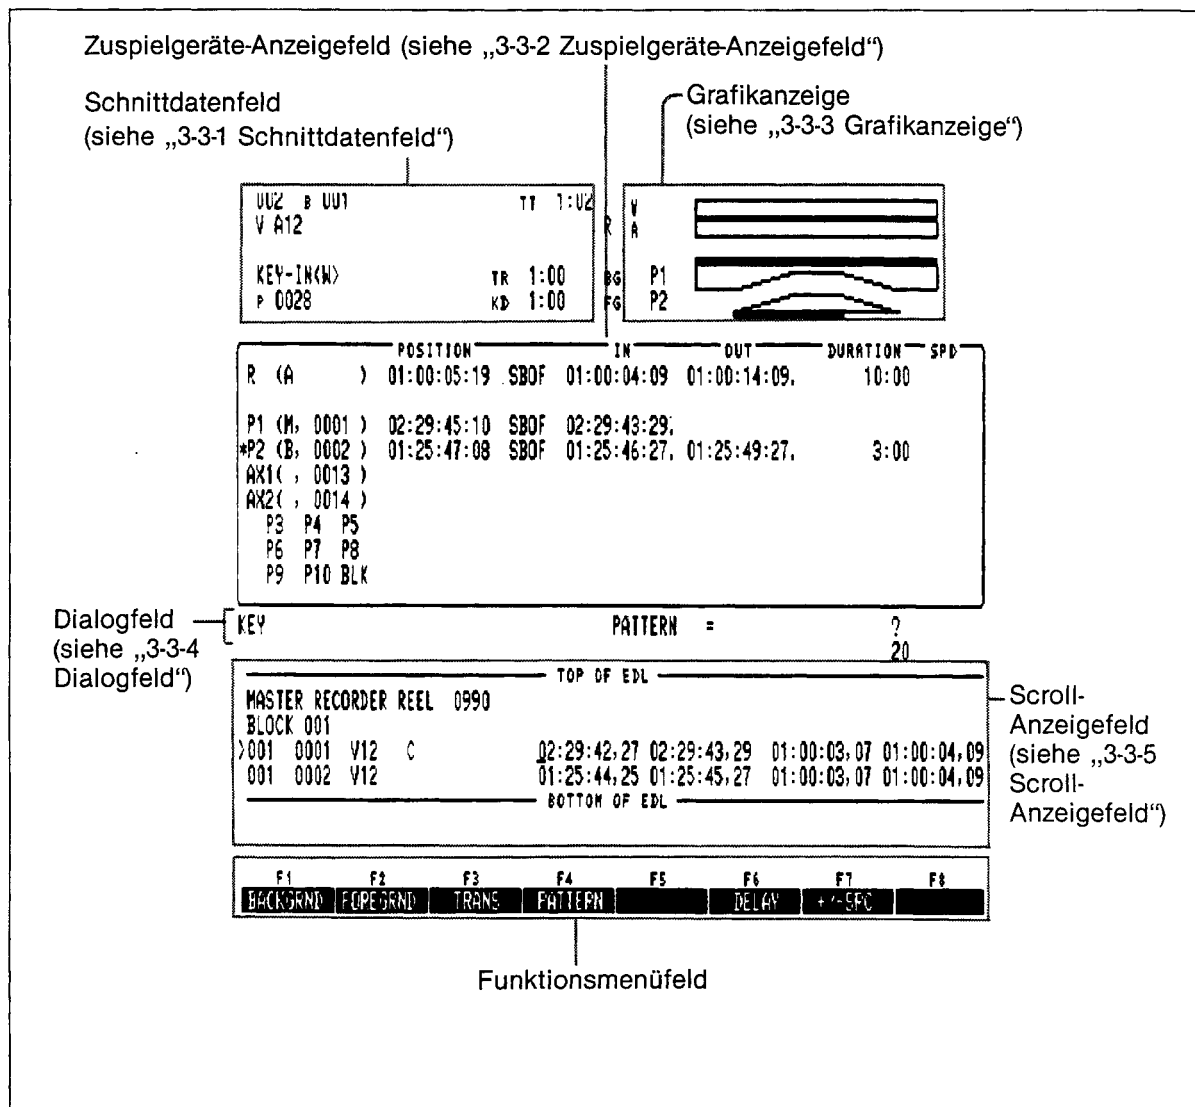 Zuspielgeräte-Anzeigefeld (siehe „3-3-2 Zuspielgeräte-Anzeigefeld“)
Schnittdatenfeld
(siehe „3-3-1 Schnittdatenfeld“)
Grafikanzeige
(siehe „3-3-3 Grafikanzeige“)
UU2 B UU1 TT 1:02
V A12
KEY-IN(W) TR 1:00
P 0028 KD 1:00
V
R A
BG P1
FG P2
POSITION IN OUT DURATION SPD
R (A ) 01:00:05:19 SBOF 01:00:04:09 01:00:14:09. 10:00
P1 (M, 0001 ) 02:29:45:10 SBOF 02:29:43:29.
*P2 (B, 0002 ) 01:25:47:08 SBOF 01:25:46:27. 01:25:49:27. 3:00
AX1( , 0013 )
AX2( , 0014 )
P3 P4 P5
P6 P7 P8
P9 P10 BLK
Dialogfeld
(siehe „3-3-4
Dialogfeld“)
KEY PATTERN = ?
20
TOP OF EDL
MASTER RECORDER REEL 0990
BLOCK 001
>001 0001 V12 C 02:29:42,27 02:29:43,29 01:00:03,07 01:00:04,09
001 0002 V12 01:25:44,25 01:25:45,27 01:00:03,07 01:00:04,09
BOTTOM OF EDL
Scroll-
Anzeigefeld
(siehe „3-3-5
Scroll-
Anzeigefeld“)
F1 F2 F3 F4 F5 F6 F7 F8
BACKGRND FOREGRND TRANS PATTERN DELAY +/-SPC
Funktionsmenüfeld